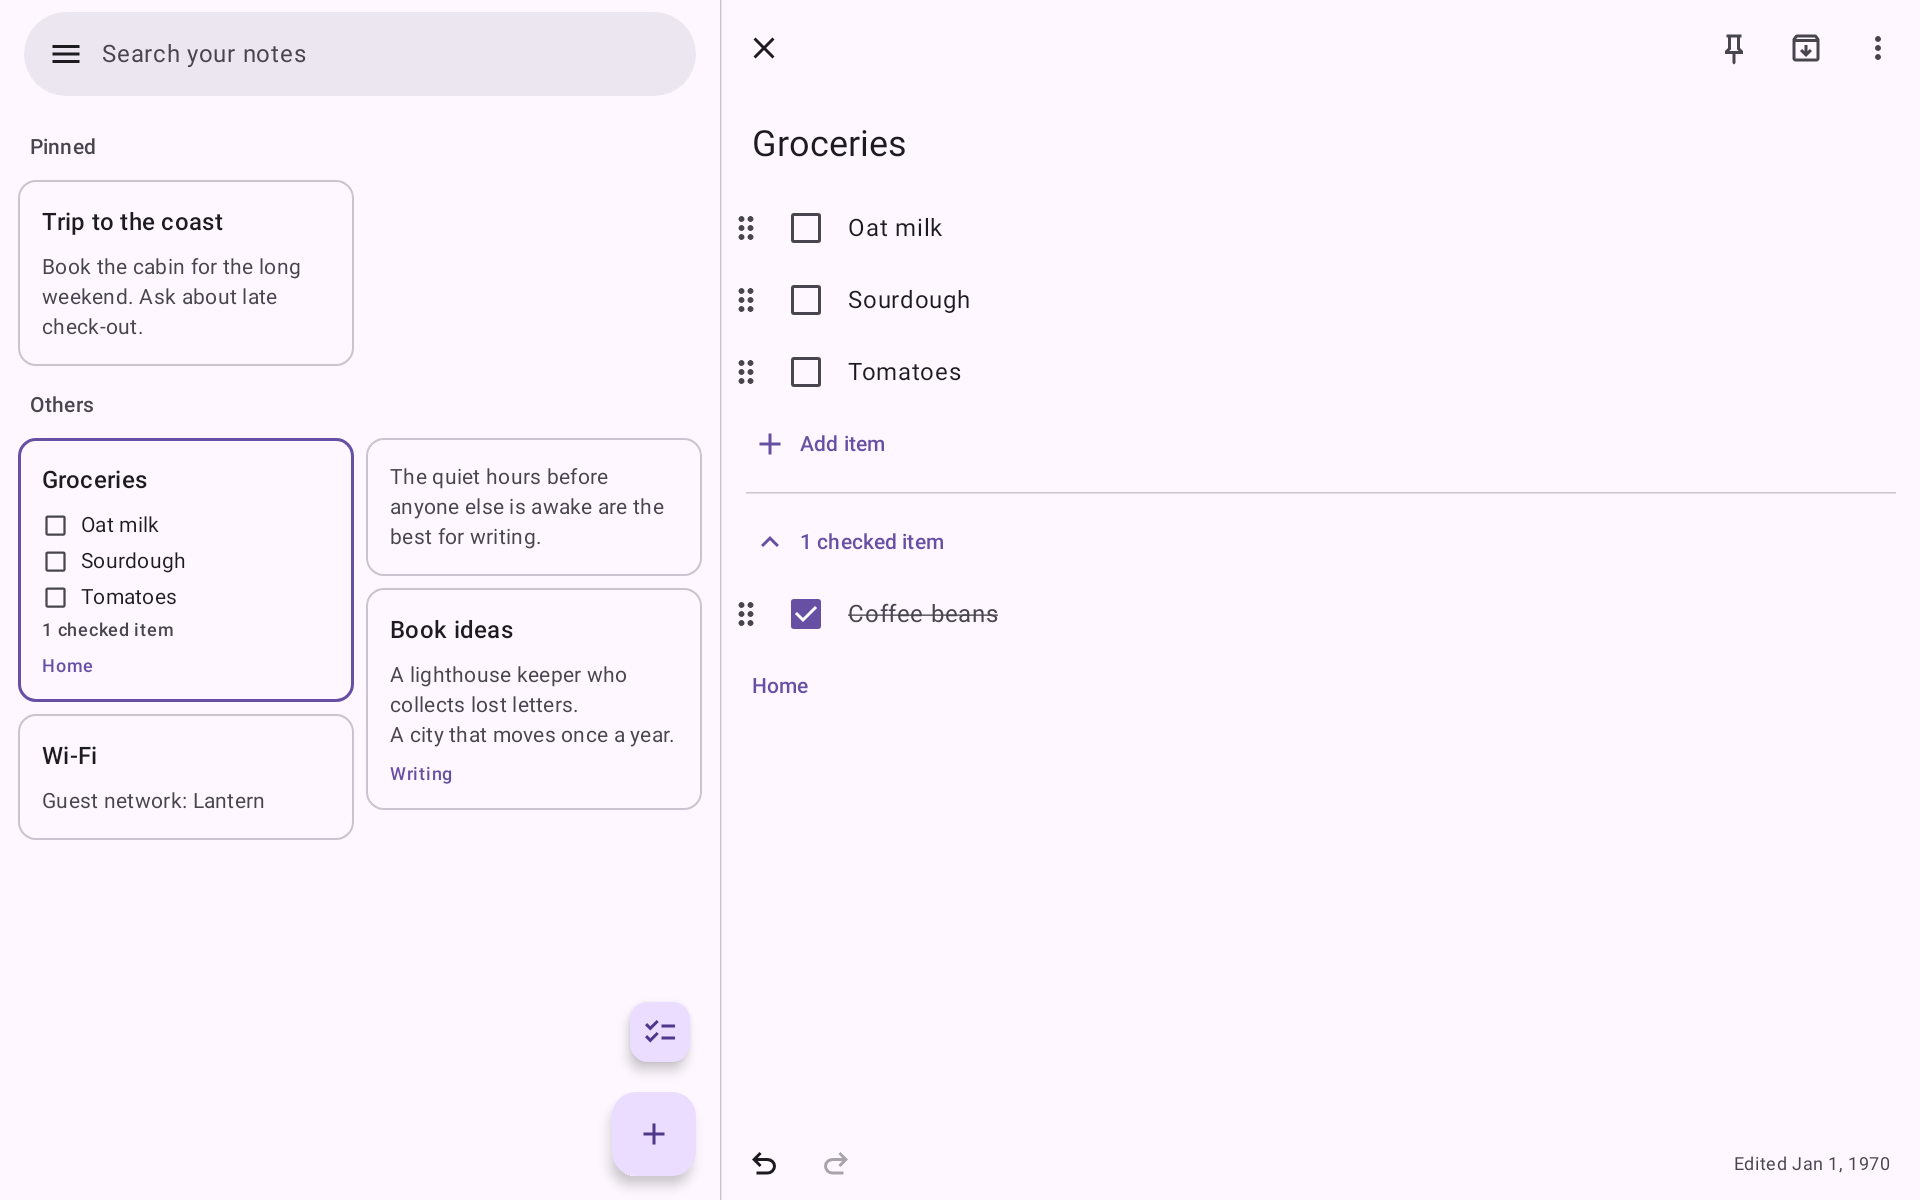 Search your notes
Pinned
Trip to the coast
Book the cabin for the long
weekend. Ask about late
check-out.
Others
Groceries
Oat milk
Sourdough
Tomatoes
1 checked item
Home
Wi-Fi
Guest network: Lantern
The quiet hours before
anyone else is awake are the
best for writing.
Book ideas
A lighthouse keeper who
collects lost letters.
A city that moves once a year.
Writing
Groceries
Oat milk
Sourdough
Tomatoes
Add item
1 checked item
Coffee beans
Home
Edited Jan 1, 1970